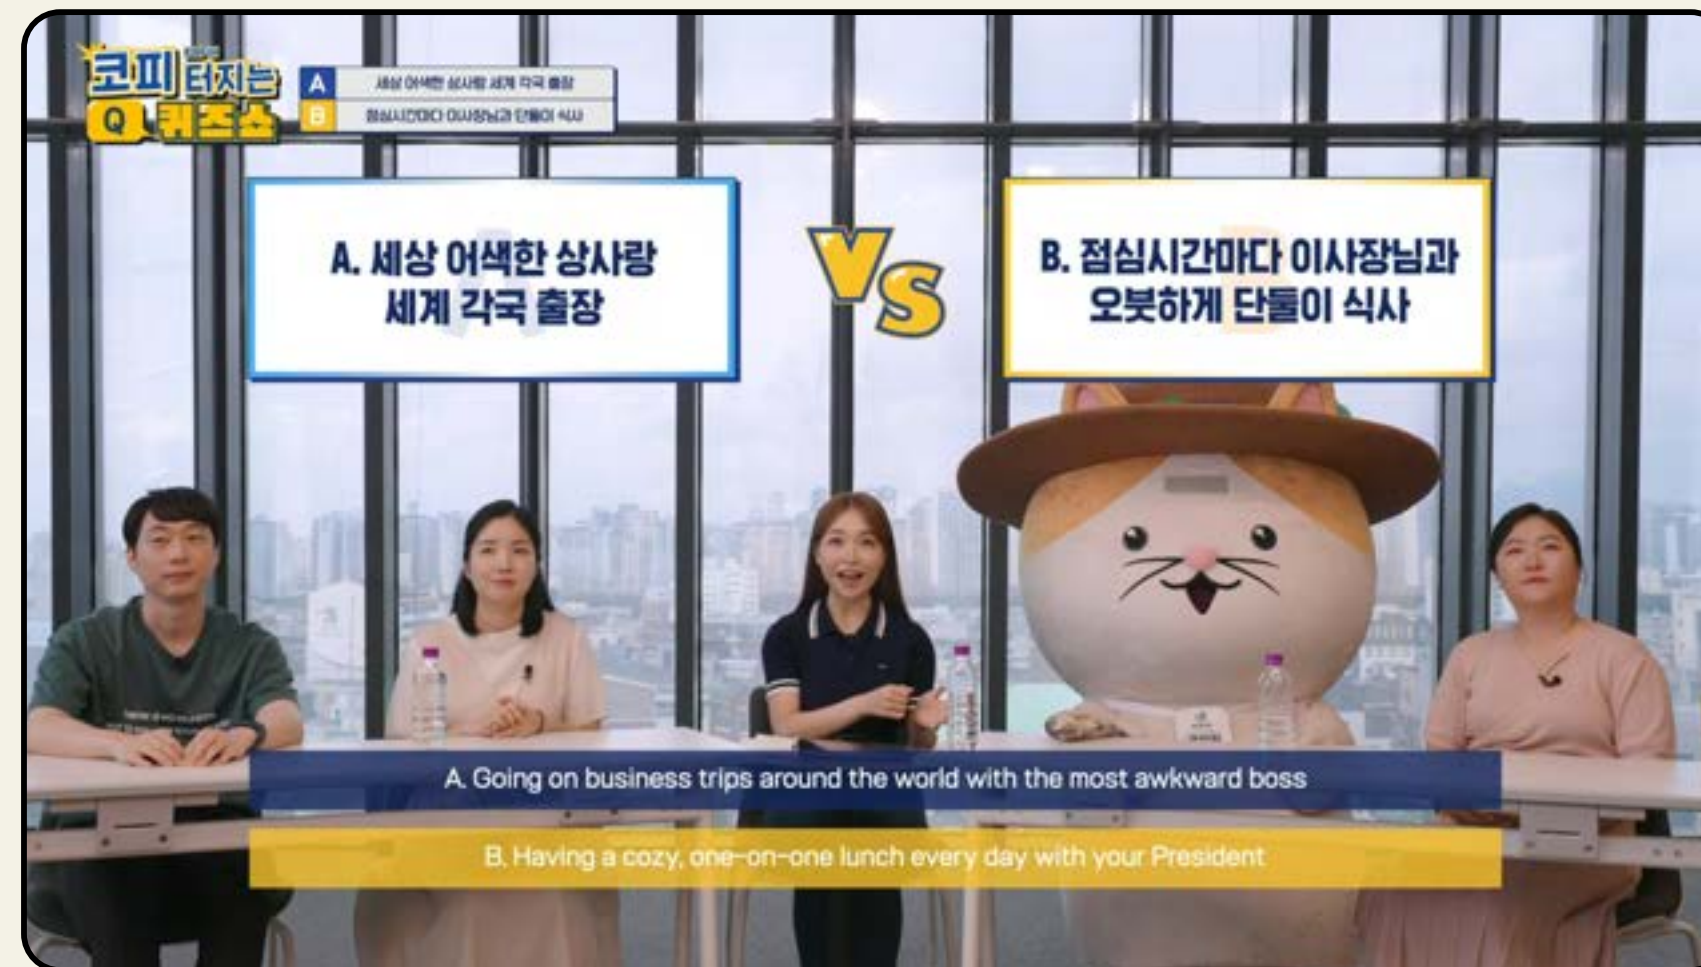 코피 터지는
Q 퀴즈쇼
A 세상 어색한 상사랑 세계 각국 출장
B 점심시간마다 이사장님과 단둘이 식사
A. 세상 어색한 상사랑
세계 각국 출장
VS
B. 점심시간마다 이사장님과
오붓하게 단둘이 식사
A. Going on business trips around the world with the most awkward boss
B. Having a cozy, one-on-one lunch every day with your President